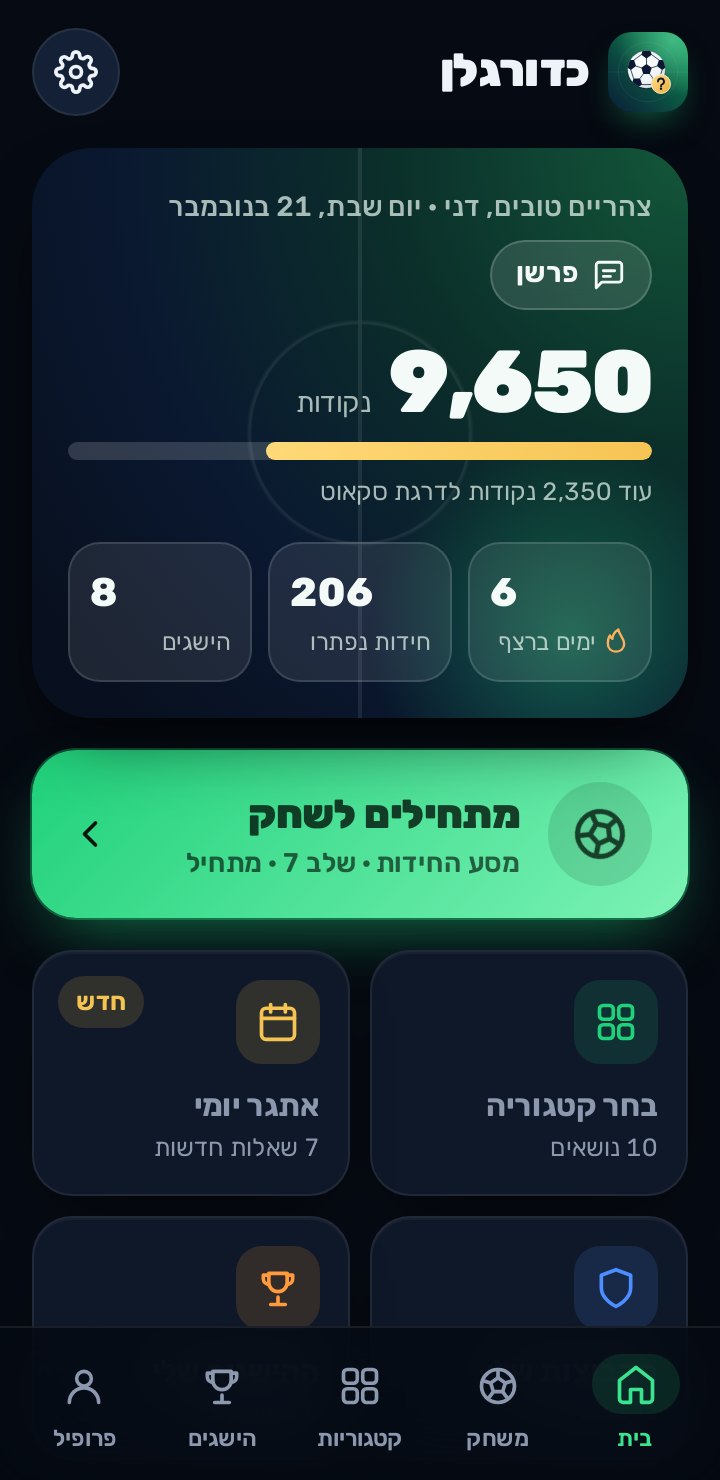 כדורגלן
צהריים טובים, דני • יום שבת, 21 בנובמבר
פרשן
9,650 נקודות
עוד 2,350 נקודות לדרגת סקאוט
6
ימים ברצף
206
חידות נפתרו
8
הישגים
מתחילים לשחק
מסע החידות • שלב 7 • מתחיל
בחר קטגוריה
10 נושאים
חדש
אתגר יומי
7 שאלות חדשות
בית
משחק
קטגוריות
הישגים
פרופיל